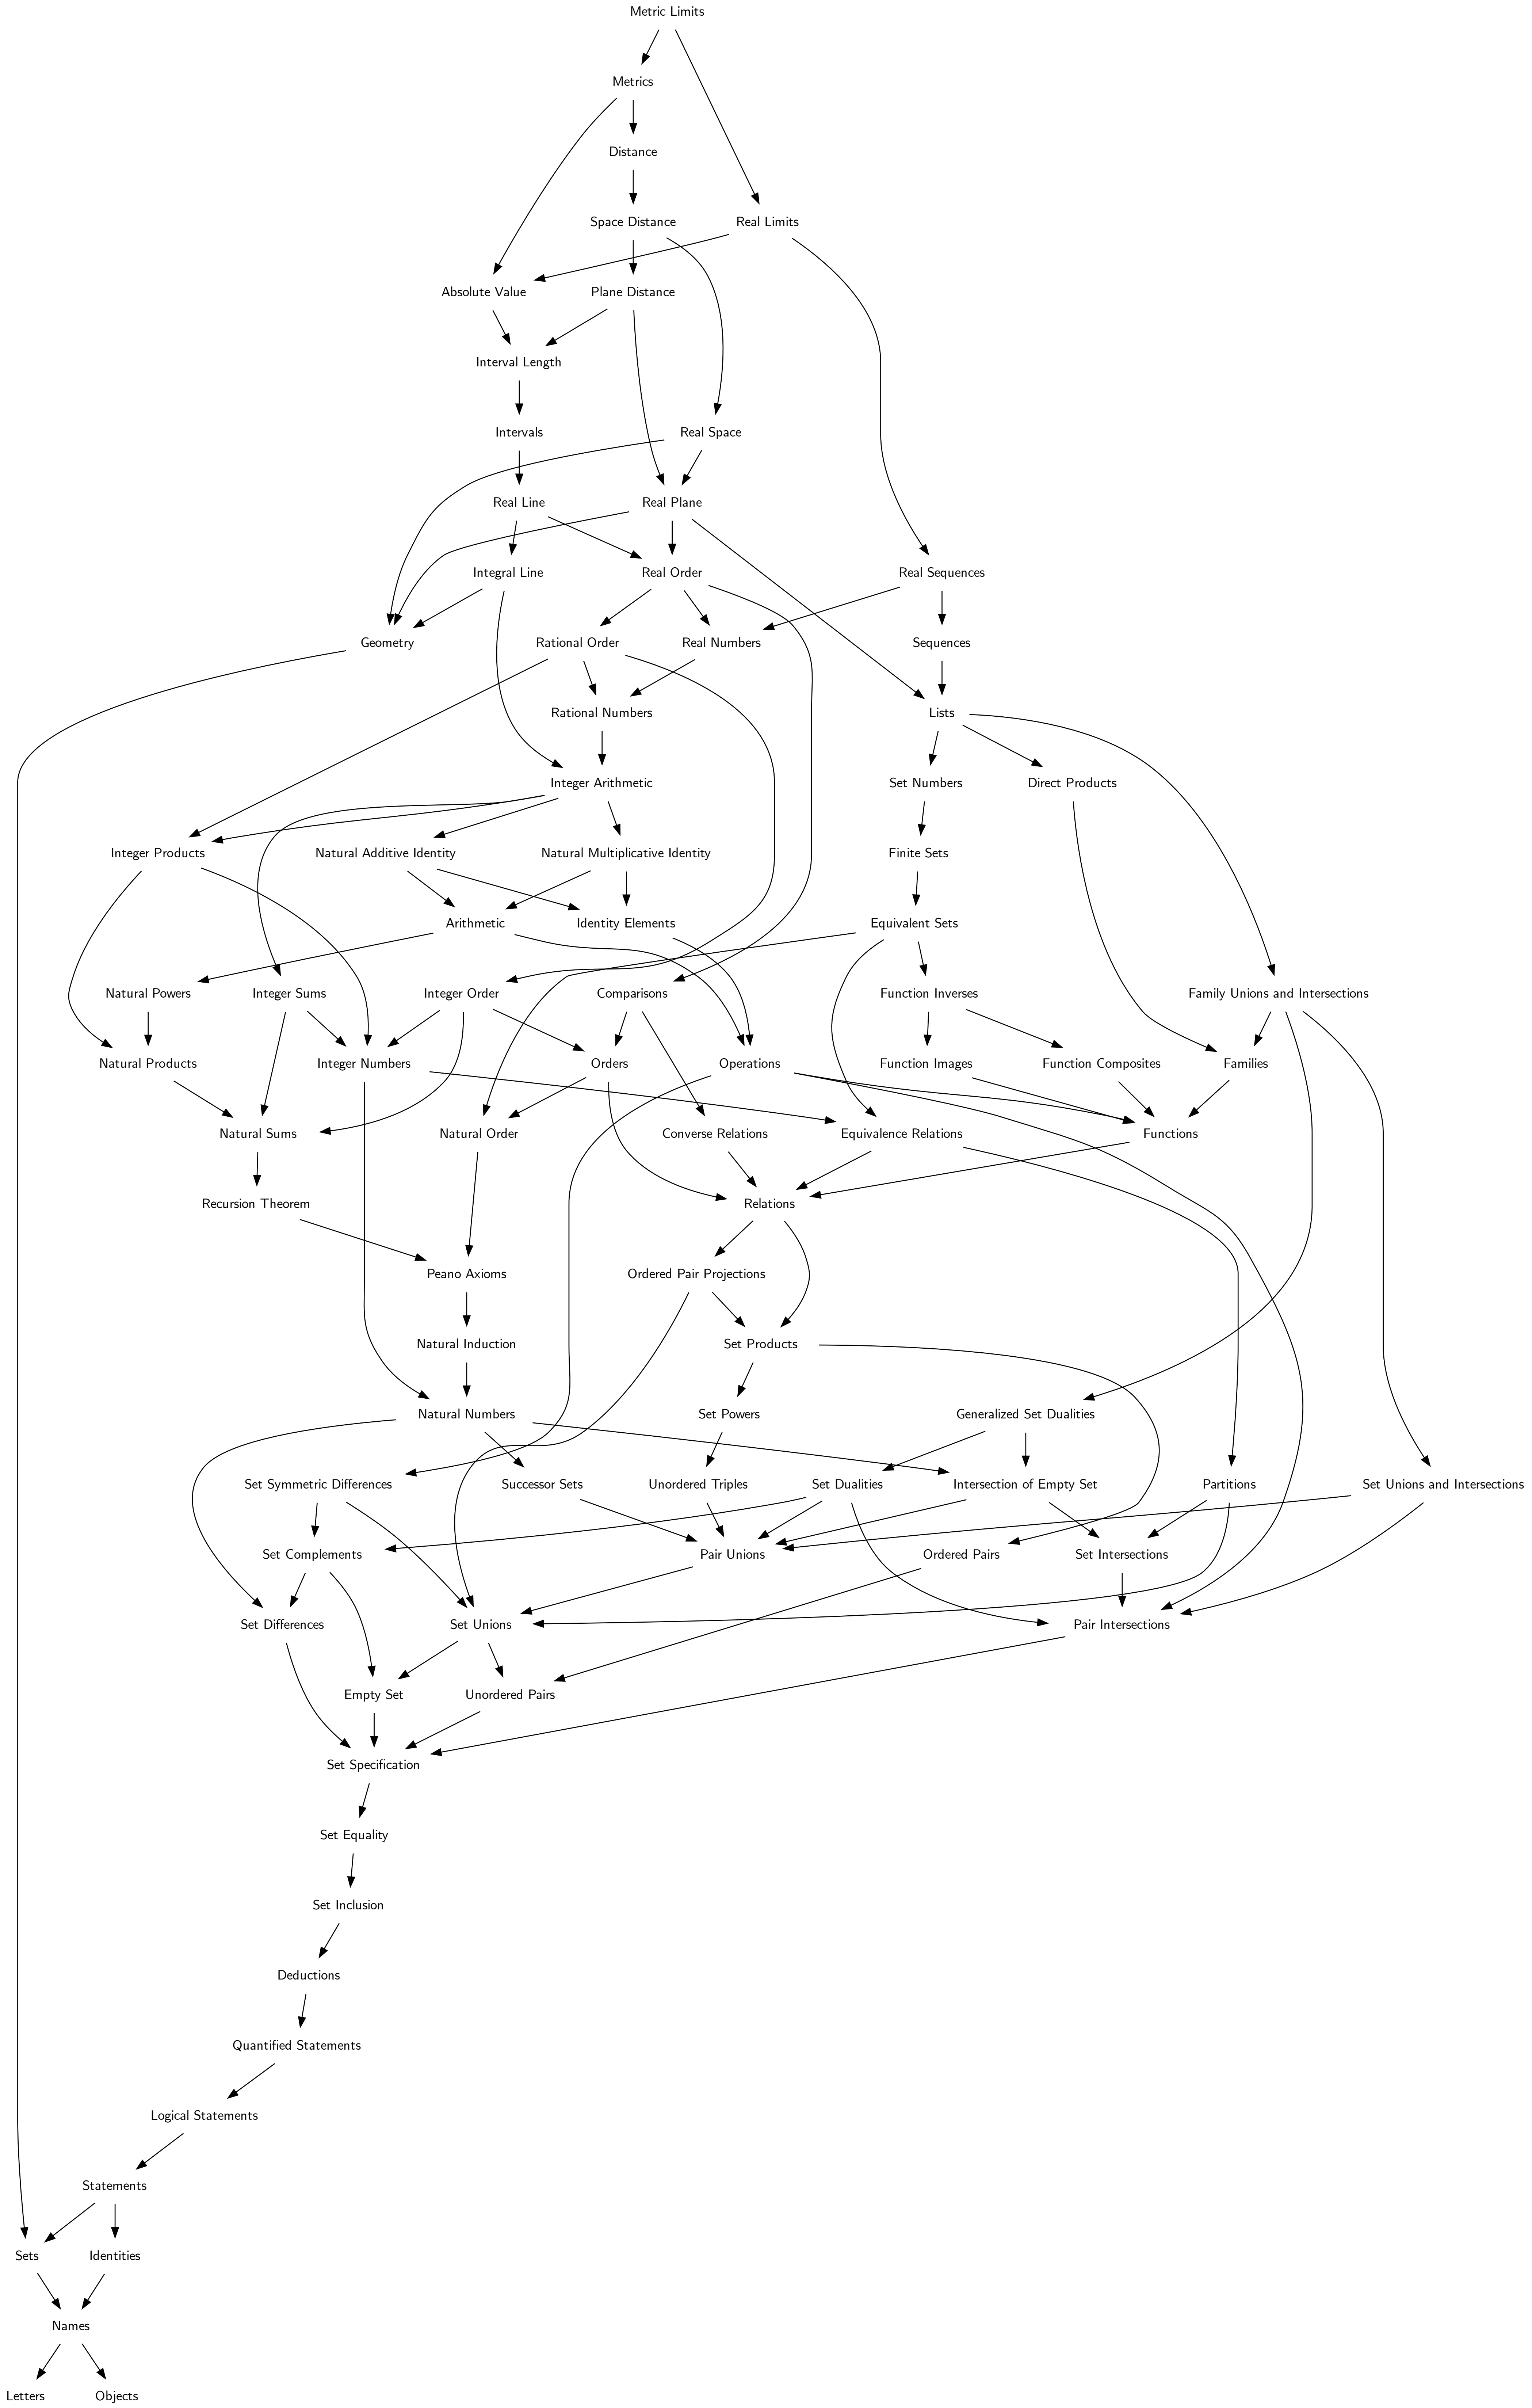 Metric Limits
Metrics
Distance
Space Distance
Real Limits
Absolute Value
Plane Distance
Interval Length
Intervals
Real Space
Real Line
Real Plane
Integral Line
Real Order
Real Sequences
Geometry
Rational Order
Real Numbers
Sequences
Rational Numbers
Lists
Integer Arithmetic
Set Numbers
Direct Products
Integer Products
Natural Additive Identity
Natural Multiplicative Identity
Finite Sets
Arithmetic
Identity Elements
Equivalent Sets
Natural Powers
Integer Sums
Integer Order
Comparisons
Function Inverses
Family Unions and Intersections
Natural Products
Integer Numbers
Orders
Operations
Function Images
Function Composites
Families
Natural Sums
Natural Order
Converse Relations
Equivalence Relations
Functions
Recursion Theorem
Relations
Peano Axioms
Ordered Pair Projections
Natural Induction
Set Products
Natural Numbers
Set Powers
Generalized Set Dualities
Set Symmetric Differences
Successor Sets
Unordered Triples
Set Dualities
Intersection of Empty Set
Partitions
Set Unions and Intersections
Set Complements
Pair Unions
Ordered Pairs
Set Intersections
Set Differences
Set Unions
Pair Intersections
Empty Set
Unordered Pairs
Set Specification
Set Equality
Set Inclusion
Deductions
Quantified Statements
Logical Statements
Statements
Sets
Identities
Names
Letters
Objects